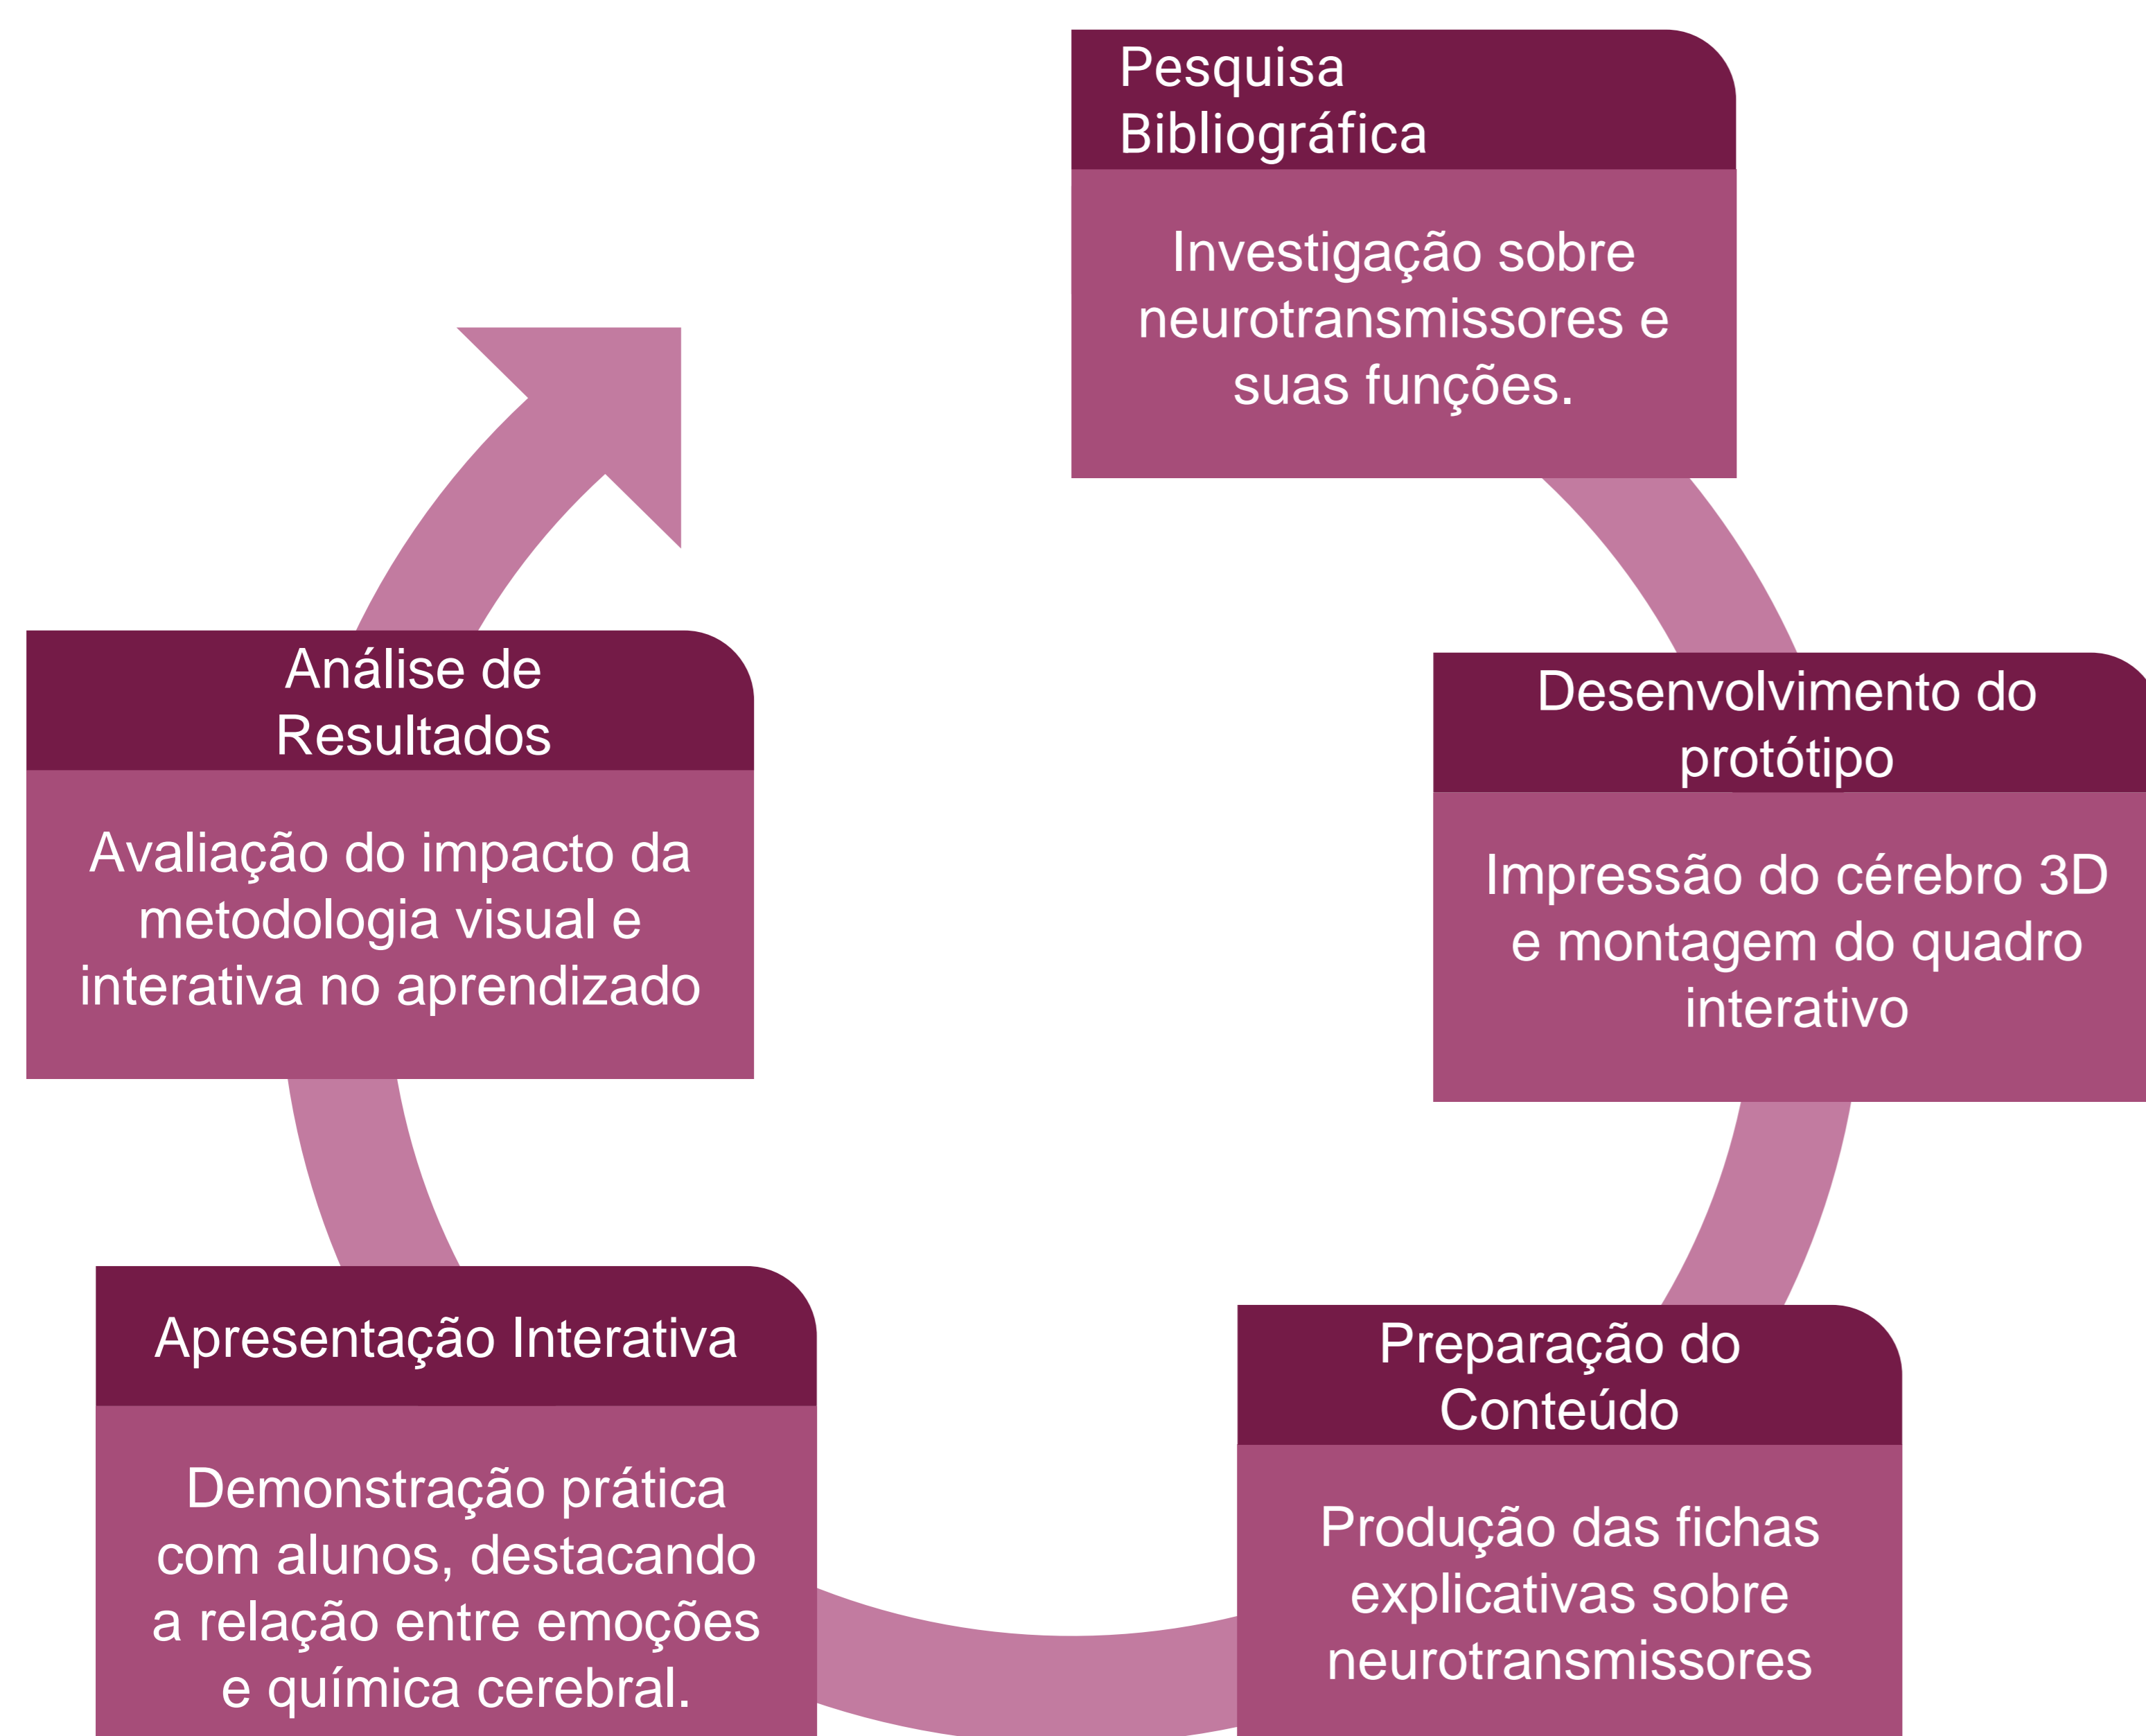 Pesquisa
Bibliográfica
Investigação sobre
neurotransmissores e
suas funções.
Desenvolvimento do
protótipo
Impressão do cérebro 3D
e montagem do quadro
interativo
Preparação do
Conteúdo
Produção das fichas
explicativas sobre
neurotransmissores
Apresentação Interativa
Demonstração prática
com alunos, destacando
a relação entre emoções
e química cerebral.
Análise de
Resultados
Avaliação do impacto da
metodologia visual e
interativa no aprendizado